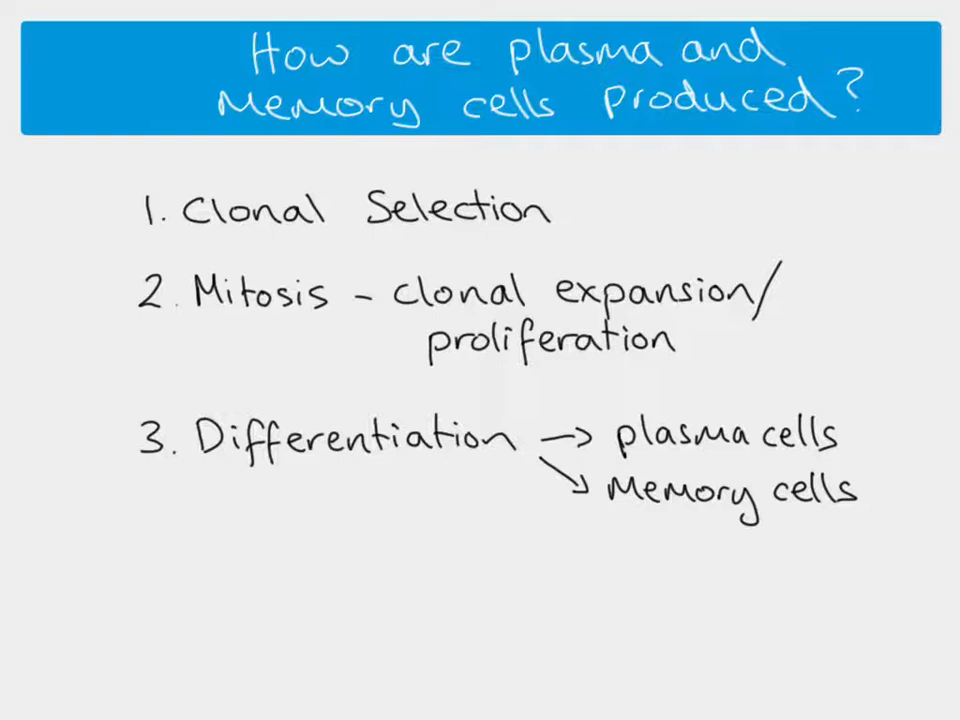 How are plasma and
Memory cells produced?
1. Clonal Selection
2. Mitosis - clonal expansion/
proliferation
3. Differentiation → plasma cells
↘ Memory cells